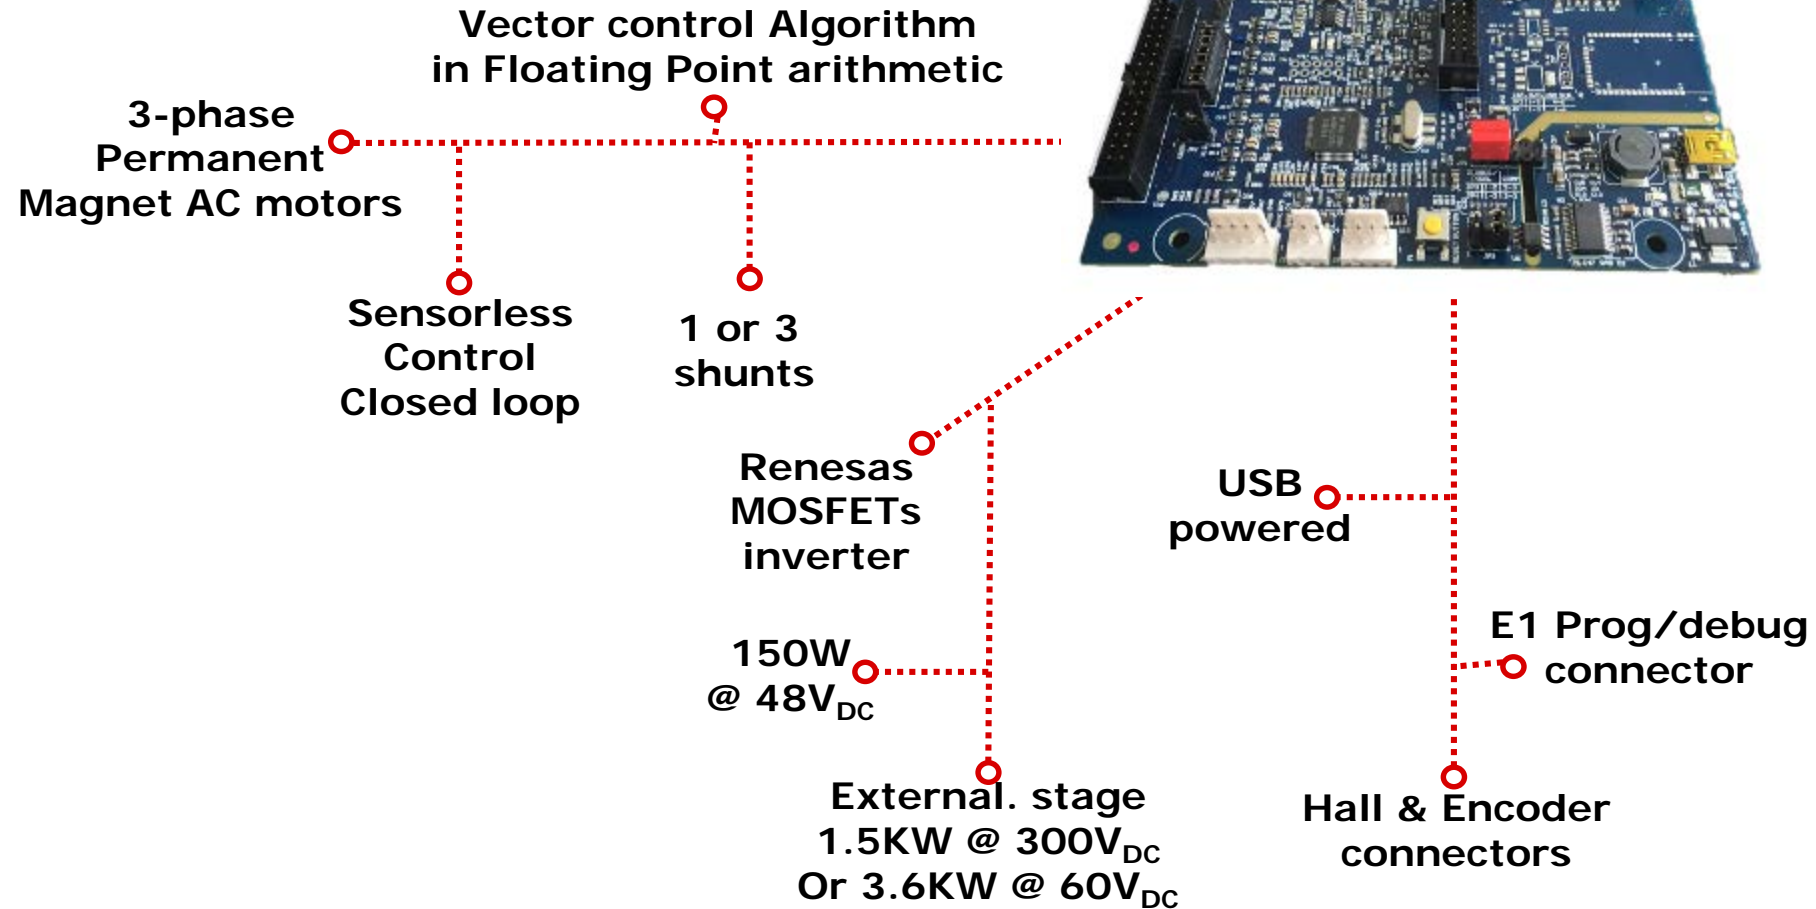 Vector control Algorithm
in Floating Point arithmetic
3-phase
Permanent
Magnet AC motors
Sensorless
Control
Closed loop
1 or 3
shunts
Renesas
MOSFETs
inverter
USB
powered
150W
@ 48VDC
E1 Prog/debug
connector
External. stage
1.5KW @ 300VDC
Or 3.6KW @ 60VDC
Hall & Encoder
connectors